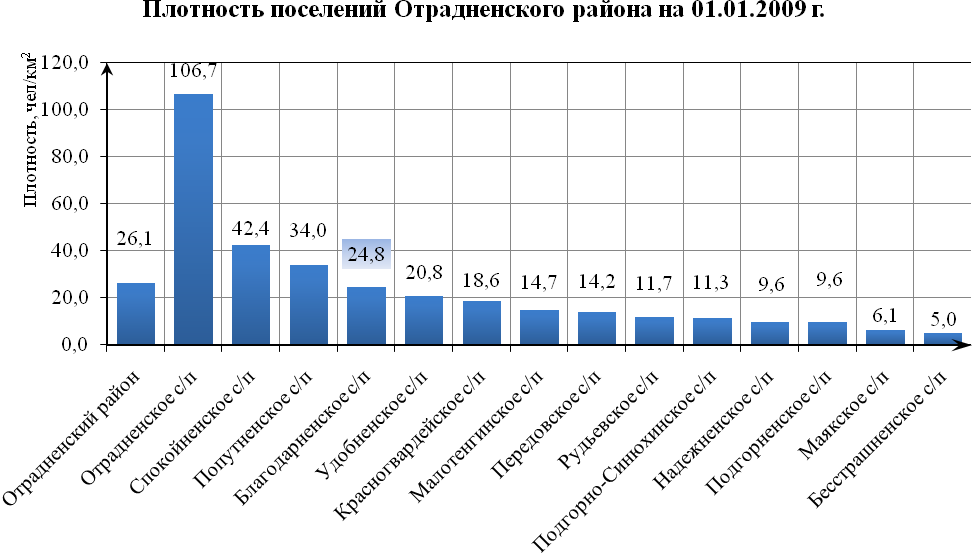 Плотность поселений Отрадненского района на 01.01.2009 г.
Плотность, чел/км²
120,0
100,0
80,0
60,0
40,0
20,0
0,0
26,1
106,7
42,4
34,0
24,8
20,8
18,6
14,7
14,2
11,7
11,3
9,6
9,6
6,1
5,0
Отрадненский район
Отрадненское с/п
Спокойненское с/п
Попутненское с/п
Благодарненское с/п
Удобненское с/п
Красногвардейское с/п
Малотенгинское с/п
Передовское с/п
Рудьевское с/п
Подгорно-Синюхинское с/п
Надежненское с/п
Подгорненское с/п
Маякское с/п
Бесстрашненское с/п